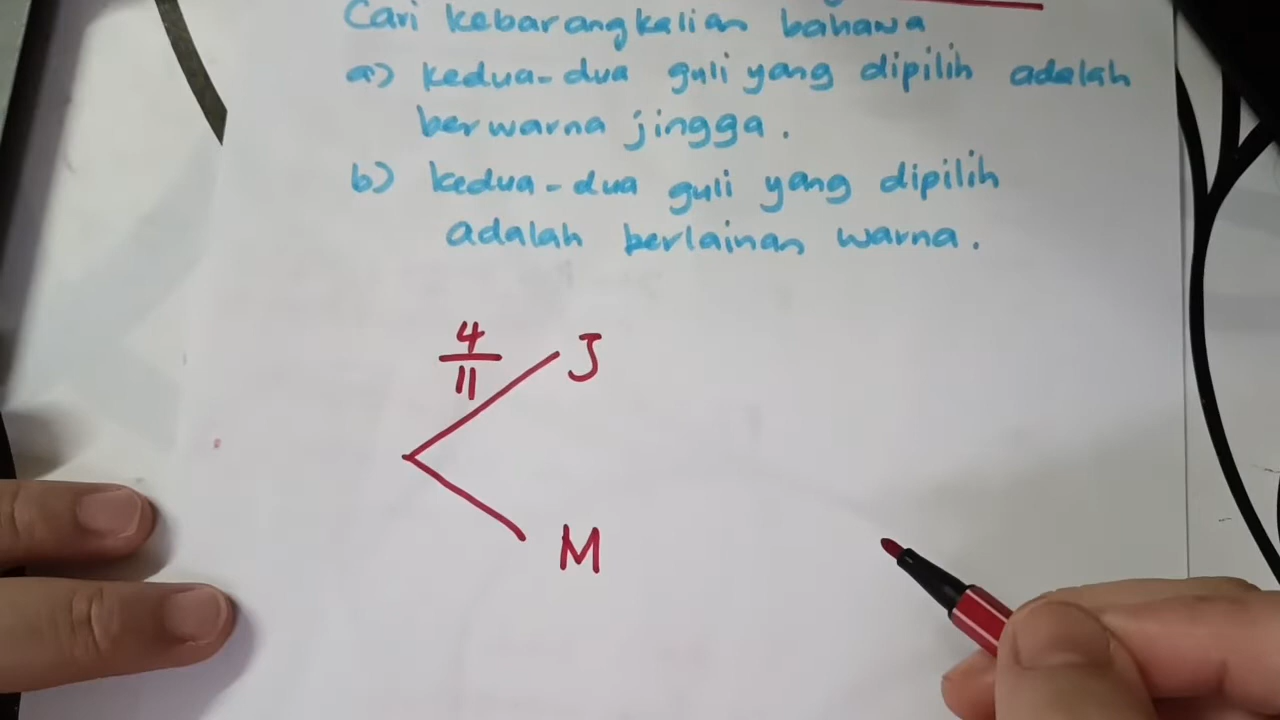 Cari kebarangkalian bahawa
a) kedua-dua guli yang dipilih adalah
berwarna jingga.
b) kedua-dua guli yang dipilih
adalah berlainan warna.
4
11
J
M